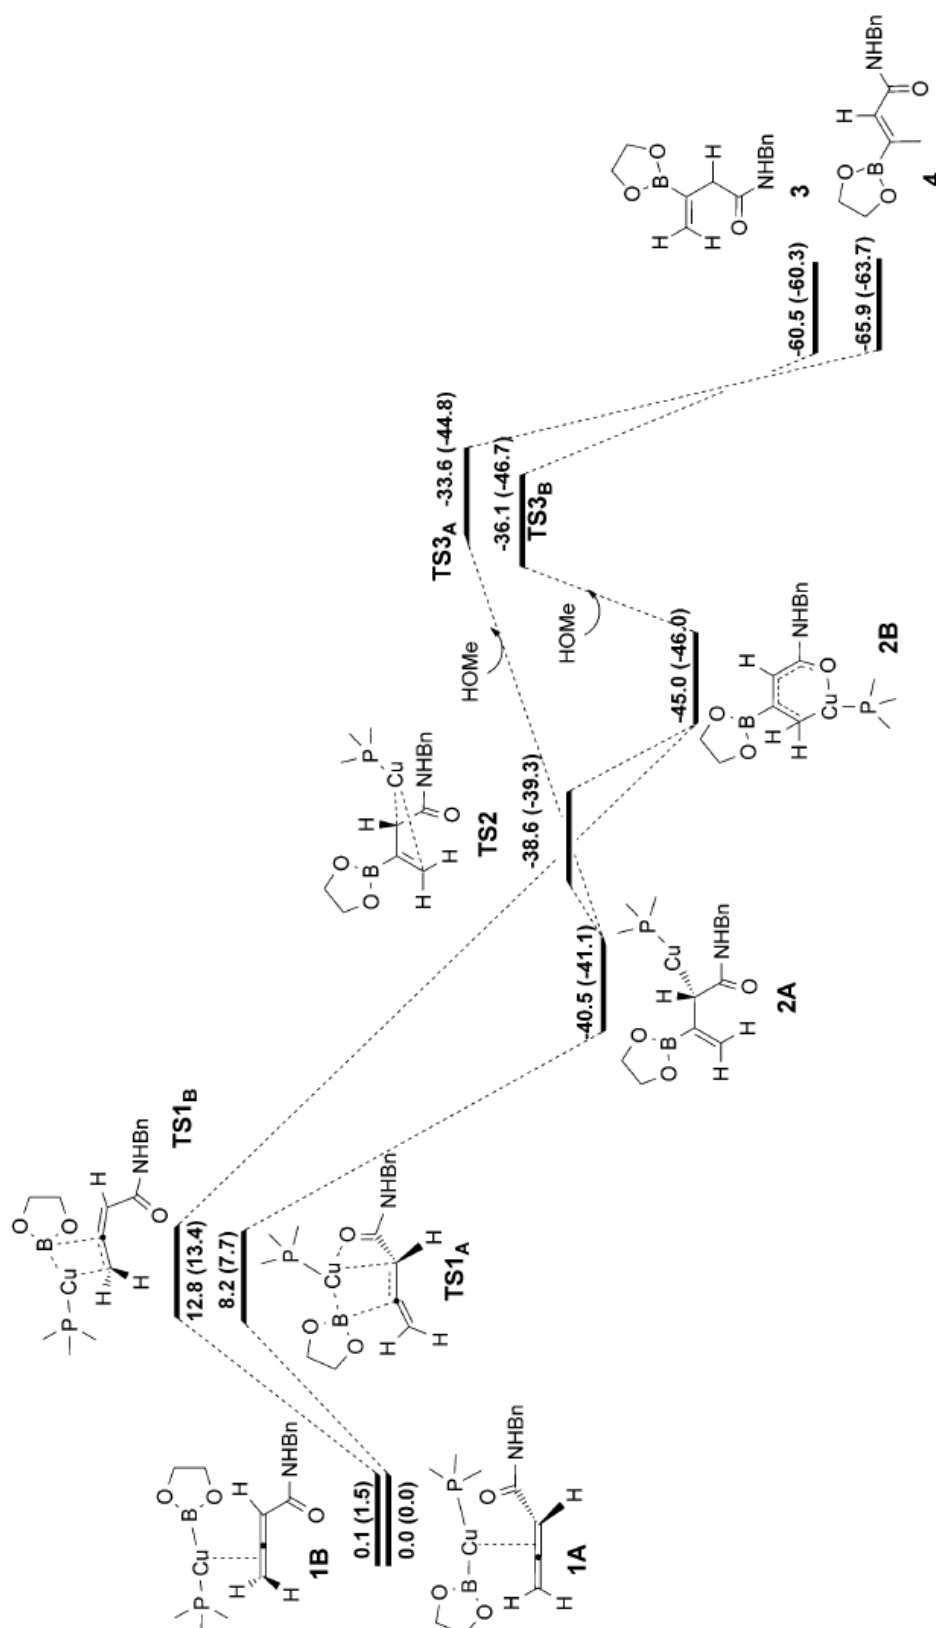 P
Cu
B
O
O
H
H
H
NHBn
O
1B
0.1 (1.5)
0.0 (0.0)
O
O
B
Cu
P
O
NHBn
H
H
H
1A
P
Cu
B
O
O
H
H
H
NHBn
O
TS1B
12.8 (13.4)
8.2 (7.7)
O
O
B
Cu
P
O
NHBn
H
H
H
TS1A
-40.5 (-41.1)
O
O
B
H
Cu
P
NHBn
O
H
H
2A
O
O
B
H
Cu
P
NHBn
O
H
H
TS2
-38.6 (-39.3)
-45.0 (-46.0)
O
O
B
H
H
H
NHBn
O
Cu
P
2B
HOMe
HOMe
TS3A
-33.6 (-44.8)
-36.1 (-46.7)
TS3B
H
H
B
O
O
H
O
NHBn
3
-60.5 (-60.3)
-65.9 (-63.7)
O
O
B
H
NHBn
O
4